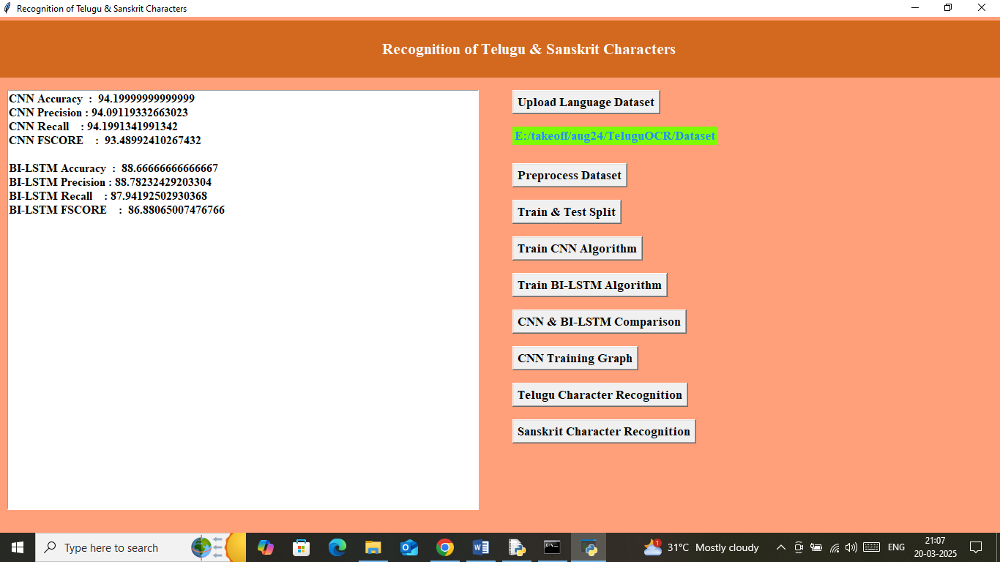 Recognition of Telugu & Sanskrit Characters
Recognition of Telugu & Sanskrit Characters
CNN Accuracy : 94.19999999999999
CNN Precision : 94.09119332663023
CNN Recall : 94.1991341991342
CNN FSCORE : 93.48992410267432
BI-LSTM Accuracy : 88.66666666666667
BI-LSTM Precision : 88.78232429203304
BI-LSTM Recall : 87.94192502930368
BI-LSTM FSCORE : 86.88065007476766
Upload Language Dataset
E:/takeoff/aug24/TeluguOCR/Dataset
Preprocess Dataset
Train & Test Split
Train CNN Algorithm
Train BI-LSTM Algorithm
CNN & BI-LSTM Comparison
CNN Training Graph
Telugu Character Recognition
Sanskrit Character Recognition
Type here to search
1
31°C Mostly cloudy
ENG
21:07
20-03-2025